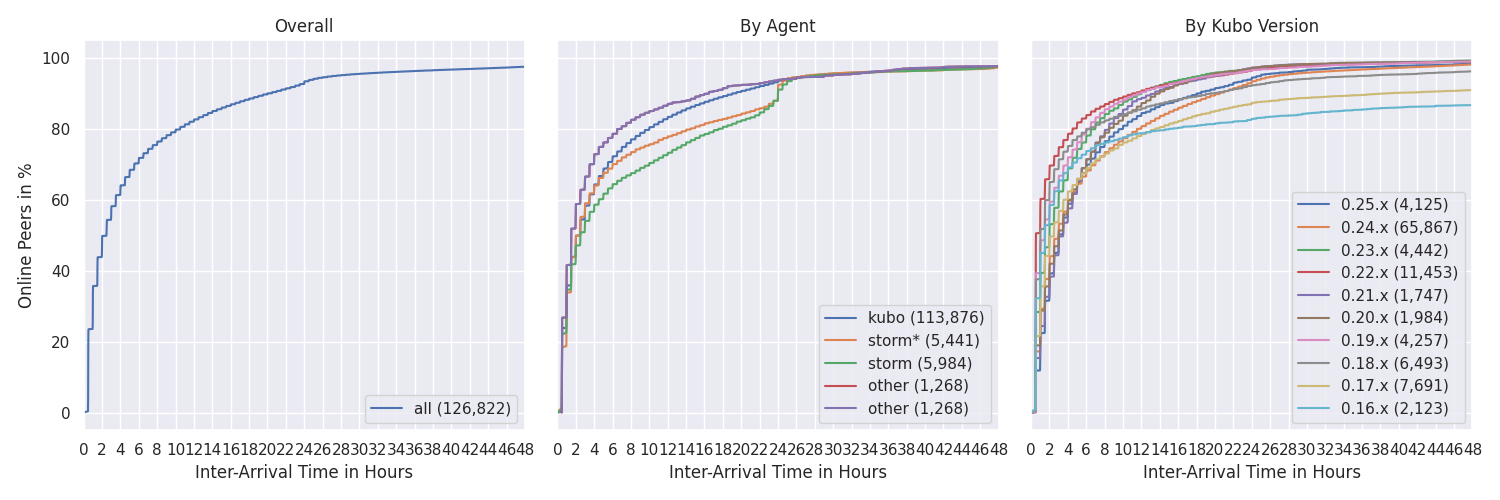 Overall
By Agent
By Kubo Version
Online Peers in %
100
80
60
40
20
0
all (126,822)
0 2 4 6 8 10 12 14 16 18 20 22 24 26 28 30 32 34 36 38 40 42 44 46 48
Inter-Arrival Time in Hours
kubo (113,876)
storm* (5,441)
storm (5,984)
other (1,268)
other (1,268)
0 2 4 6 8 10 12 14 16 18 20 22 24 26 28 30 32 34 36 38 40 42 44 46 48
Inter-Arrival Time in Hours
0.25.x (4,125)
0.24.x (65,867)
0.23.x (4,442)
0.22.x (11,453)
0.21.x (1,747)
0.20.x (1,984)
0.19.x (4,257)
0.18.x (6,493)
0.17.x (7,691)
0.16.x (2,123)
0 2 4 6 8 10 12 14 16 18 20 22 24 26 28 30 32 34 36 38 40 42 44 46 48
Inter-Arrival Time in Hours